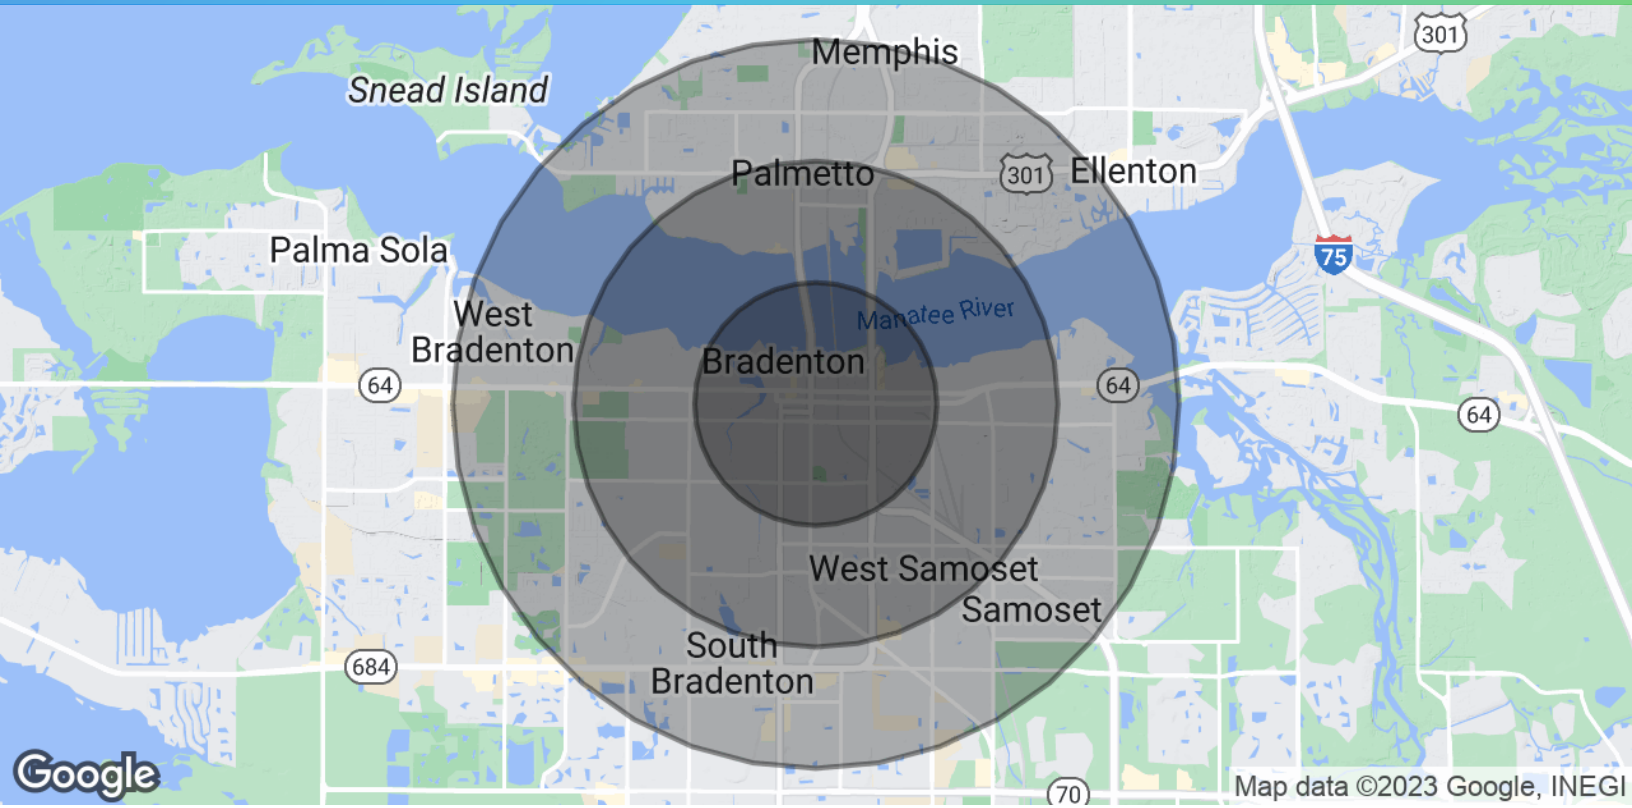 Memphis
301
Snead Island
Palmetto
301
Ellenton
Palma Sola
75
West
Bradenton
Manatee River
Bradenton
64
64
64
West Samoset
Samoset
South
Bradenton
684
Google
70
Map data ©2023 Google, INEGI